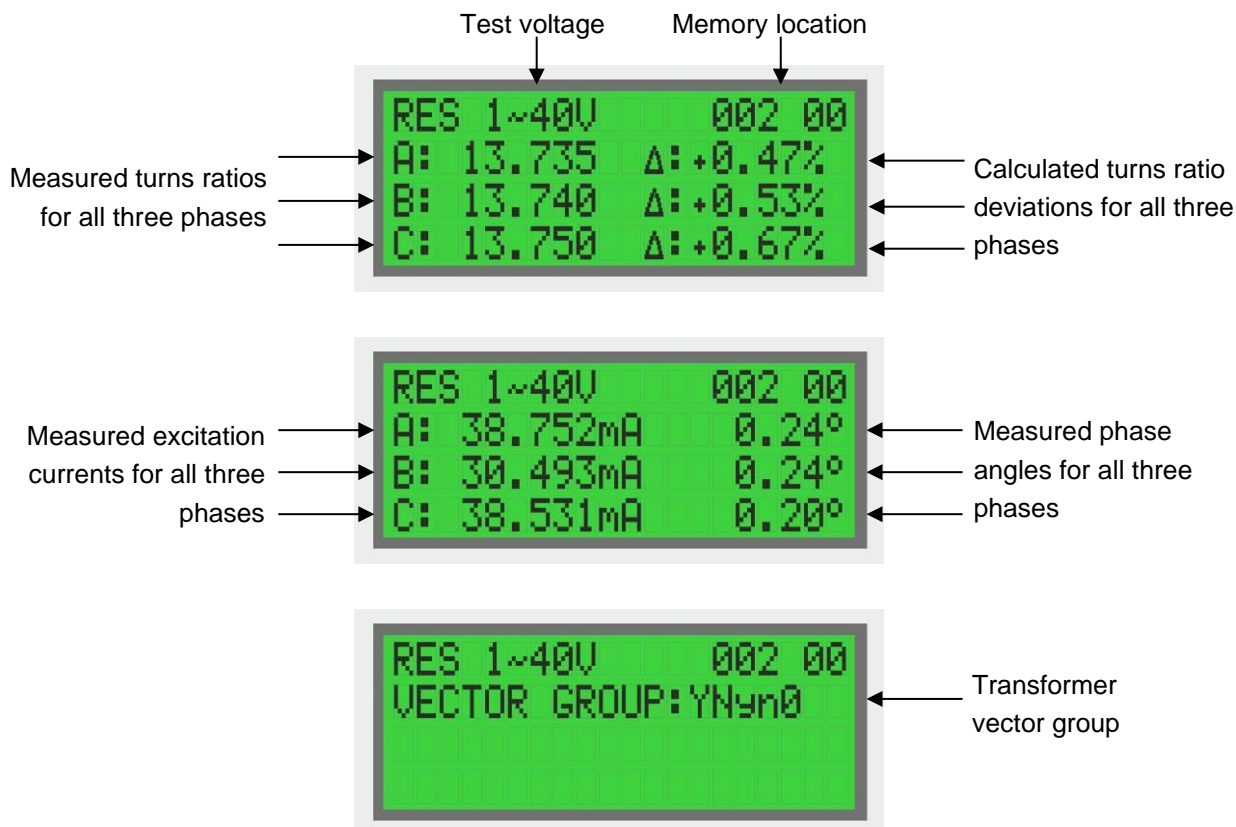 Test voltage
Memory location
RES 1~40V 002 00
A: 13.735 Δ:+0.47%
B: 13.740 Δ:+0.53%
C: 13.750 Δ:+0.67%
Measured turns ratios
for all three phases
Calculated turns ratio
deviations for all three
phases
RES 1~40V 002 00
A: 38.752mA 0.24°
B: 30.493mA 0.24°
C: 38.531mA 0.20°
Measured excitation
currents for all three
phases
Measured phase
angles for all three
phases
RES 1~40V 002 00
VECTOR GROUP:YNyn0
Transformer
vector group